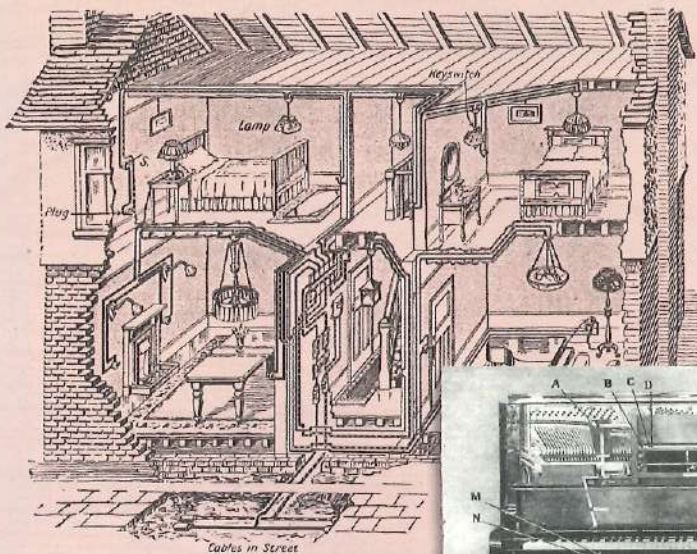 Keyswitch
Lamp
S.
Plug
A B C D
M
N
Cables in Street